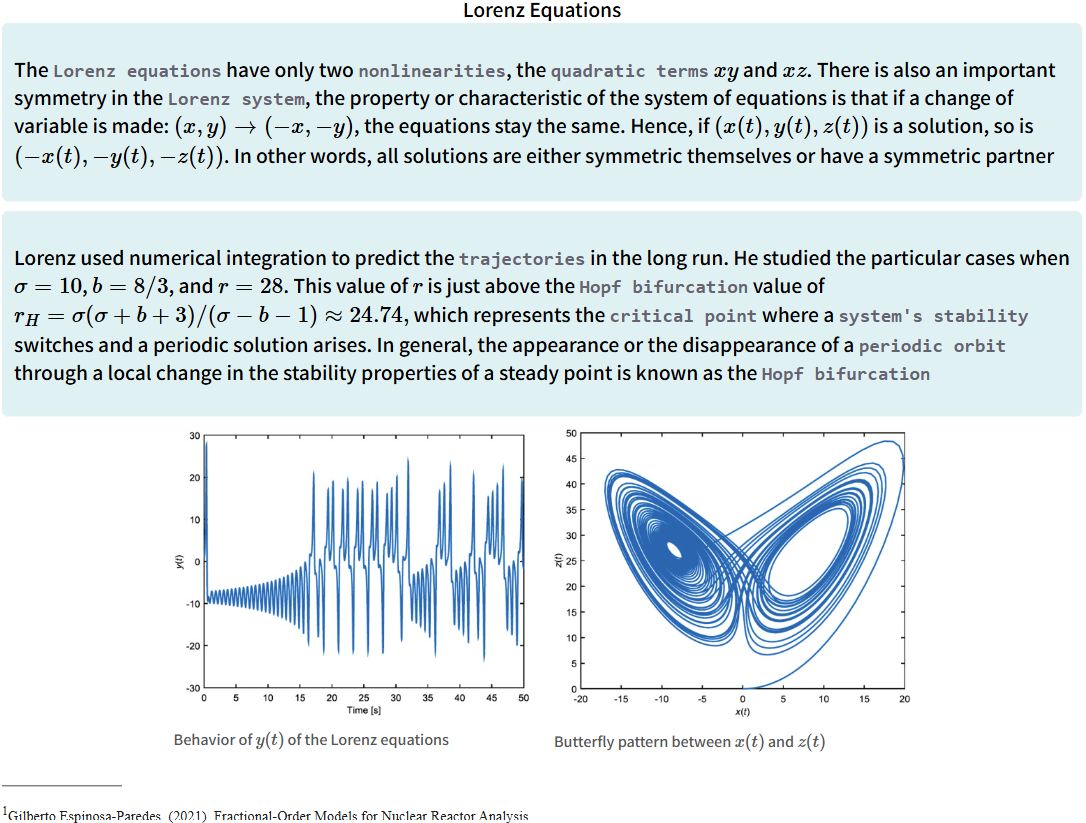 Lorenz Equations
The Lorenz equations have only two nonlinearities, the quadratic terms xy and xz. There is also an important
symmetry in the Lorenz system, the property or characteristic of the system of equations is that if a change of
variable is made: (x, y) → (−x, −y), the equations stay the same. Hence, if (x(t), y(t), z(t)) is a solution, so is
(−x(t), −y(t), −z(t)). In other words, all solutions are either symmetric themselves or have a symmetric partner
Lorenz used numerical integration to predict the trajectories in the long run. He studied the particular cases when
σ = 10, b = 8/3, and r = 28. This value of r is just above the Hopf bifurcation value of
r_H = σ(σ + b + 3)/(σ − b − 1) ≈ 24.74, which represents the critical point where a system's stability
switches and a periodic solution arises. In general, the appearance or the disappearance of a periodic orbit
through a local change in the stability properties of a steady point is known as the Hopf bifurcation
30
20
10
0
-10
-20
-30
y(t)
0 5 10 15 20 25 30 35 40 45 50
Time [s]
Behavior of y(t) of the Lorenz equations
50
45
40
35
30
25
20
15
10
5
0
z(t)
-20 -15 -10 -5 0 5 10 15 20
x(t)
Butterfly pattern between x(t) and z(t)
1Gilberto Espinosa-Paredes (2021) Fractional-Order Models for Nuclear Reactor Analysis